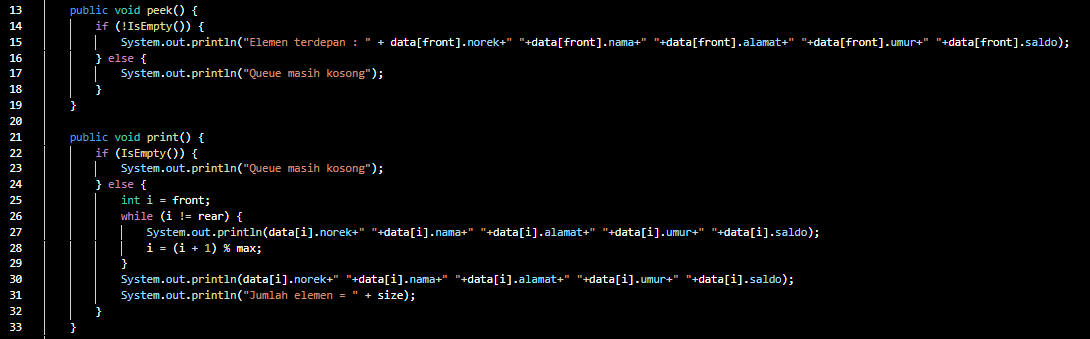 13 public void peek() {
14 if (!IsEmpty()) {
15 System.out.println("Elemen terdepan : " + data[front].norek+" "+data[front].nama+" "+data[front].alamat+" "+data[front].umur+" "+data[front].saldo);
16 } else {
17 System.out.println("Queue masih kosong");
18 }
19 }
20
21 public void print() {
22 if (IsEmpty()) {
23 System.out.println("Queue masih kosong");
24 } else {
25 int i = front;
26 while (i != rear) {
27 System.out.println(data[i].norek+" "+data[i].nama+" "+data[i].alamat+" "+data[i].umur+" "+data[i].saldo);
28 i = (i + 1) % max;
29 }
30 System.out.println(data[i].norek+" "+data[i].nama+" "+data[i].alamat+" "+data[i].umur+" "+data[i].saldo);
31 System.out.println("Jumlah elemen = " + size);
32 }
33 }